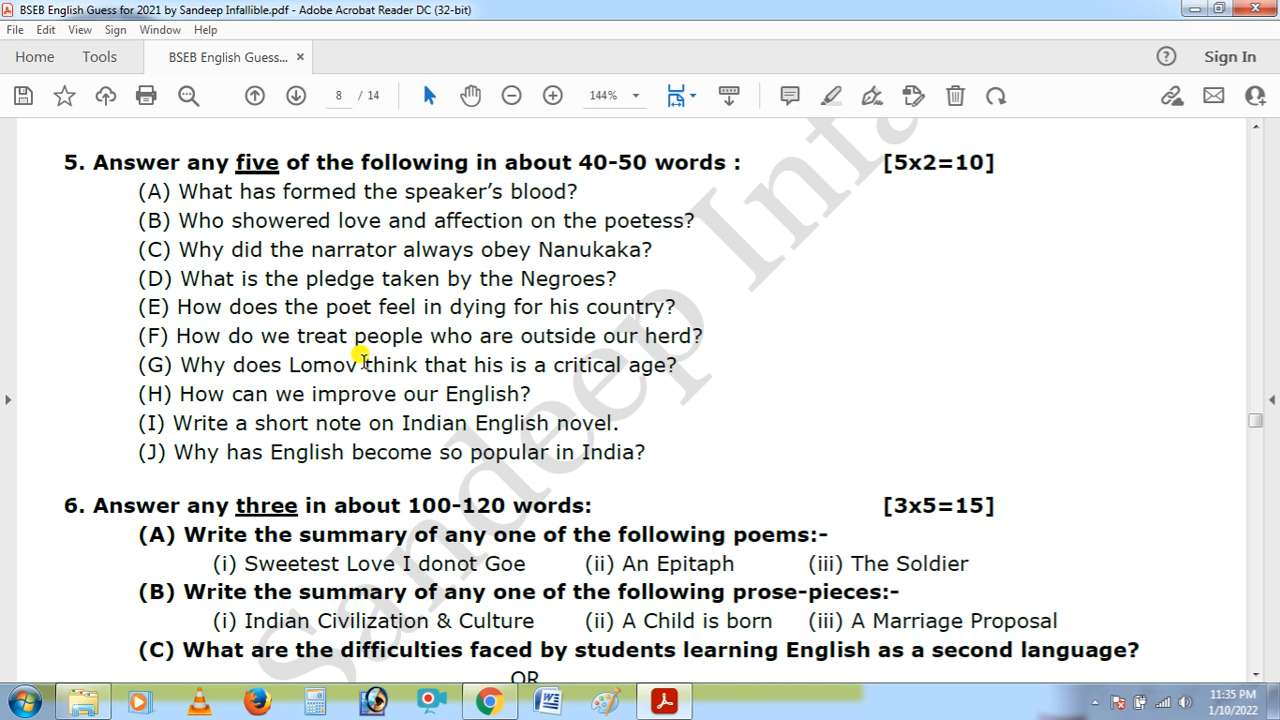 BSEB English Guess for 2021 by Sandeep Infallible.pdf - Adobe Acrobat Reader DC (32-bit)
File Edit View Sign Window Help
Home Tools BSEB English Guess... × Sign In
8 / 14 144%
5. Answer any five of the following in about 40-50 words : [5x2=10]
(A) What has formed the speaker's blood?
(B) Who showered love and affection on the poetess?
(C) Why did the narrator always obey Nanukaka?
(D) What is the pledge taken by the Negroes?
(E) How does the poet feel in dying for his country?
(F) How do we treat people who are outside our herd?
(G) Why does Lomov think that his is a critical age?
(H) How can we improve our English?
(I) Write a short note on Indian English novel.
(J) Why has English become so popular in India?
6. Answer any three in about 100-120 words: [3x5=15]
(A) Write the summary of any one of the following poems:-
(i) Sweetest Love I donot Goe (ii) An Epitaph (iii) The Soldier
(B) Write the summary of any one of the following prose-pieces:-
(i) Indian Civilization & Culture (ii) A Child is born (iii) A Marriage Proposal
(C) What are the difficulties faced by students learning English as a second language?
OR
Sandeep Infa
11:35 PM
1/10/2022